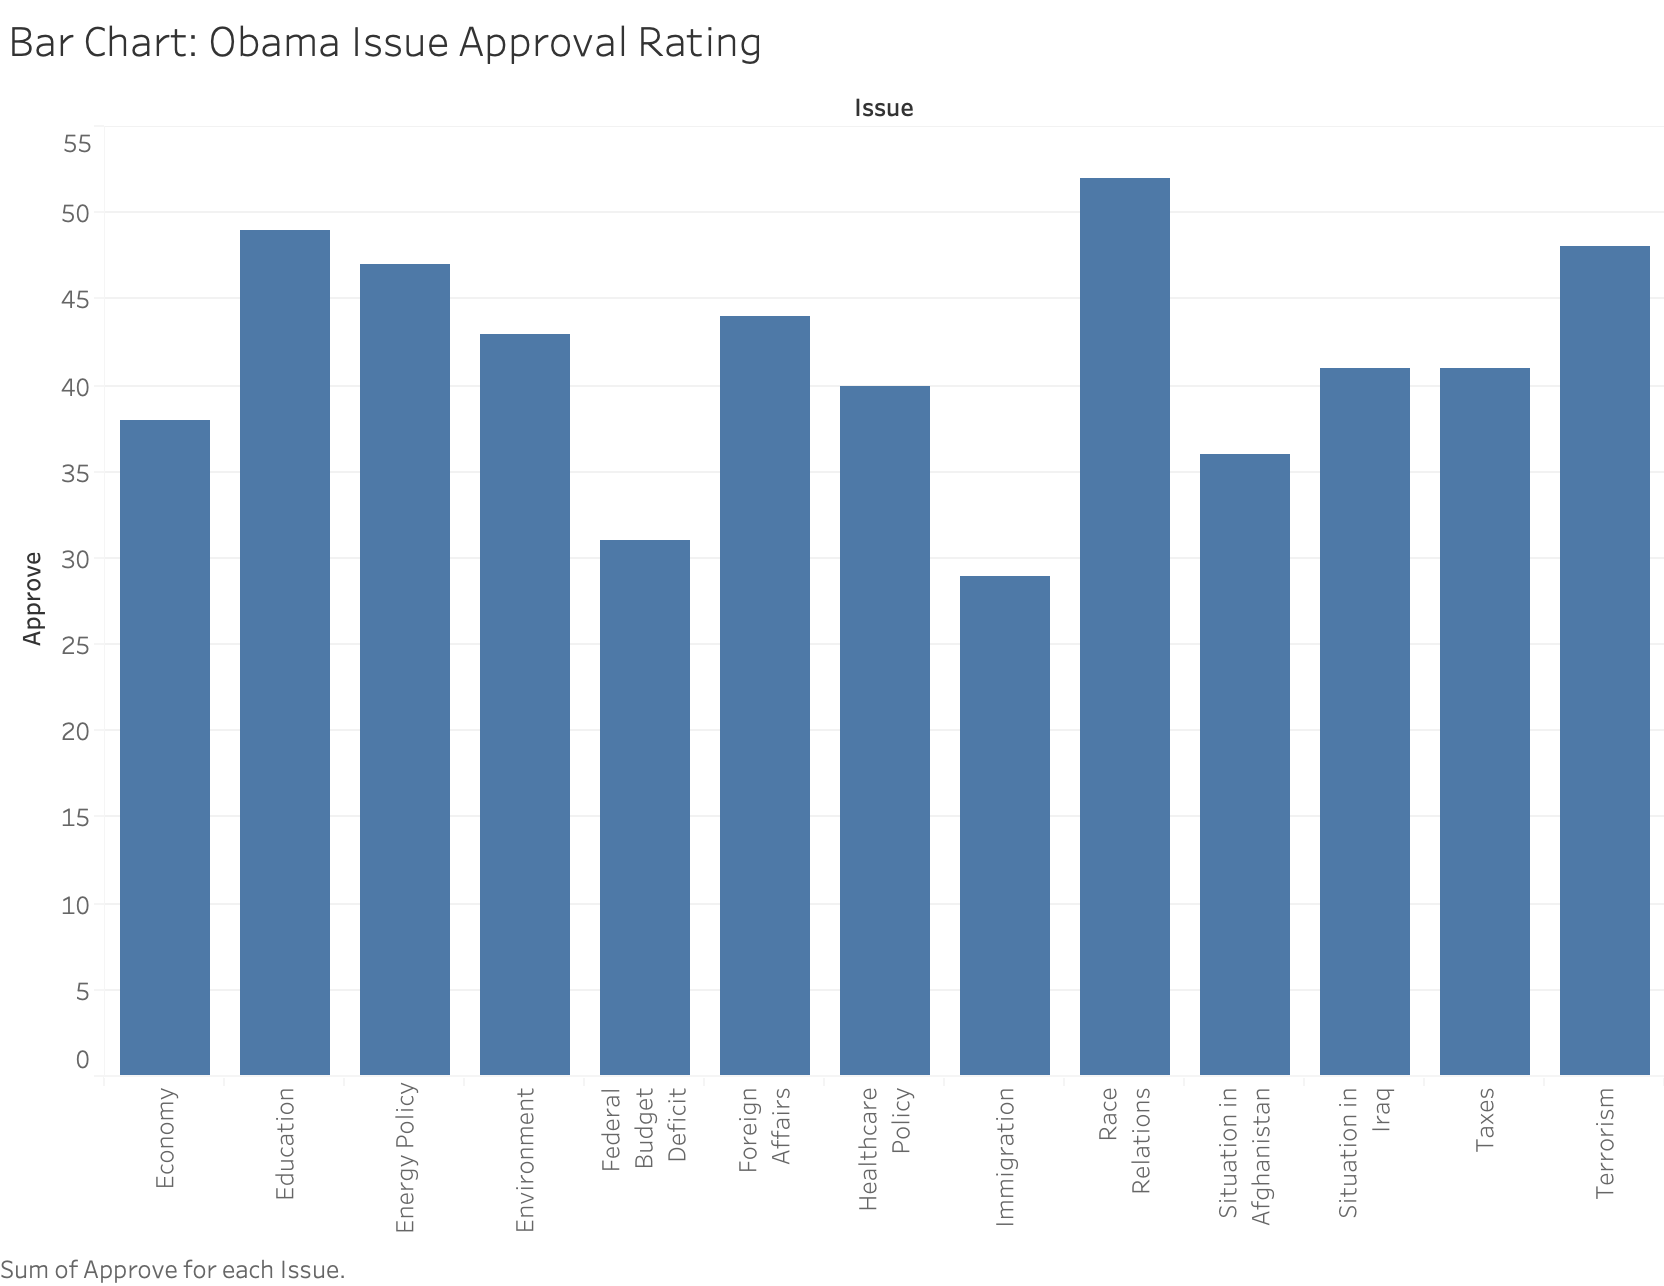 Bar Chart: Obama Issue Approval Rating
Issue
55
50
45
40
35
30
25
20
15
10
5
0
Approve
Economy
Education
Energy Policy
Environment
Federal
Budget
Deficit
Foreign
Affairs
Healthcare
Policy
Immigration
Race
Relations
Situation in
Afghanistan
Situation in
Iraq
Taxes
Terrorism
Sum of Approve for each Issue.